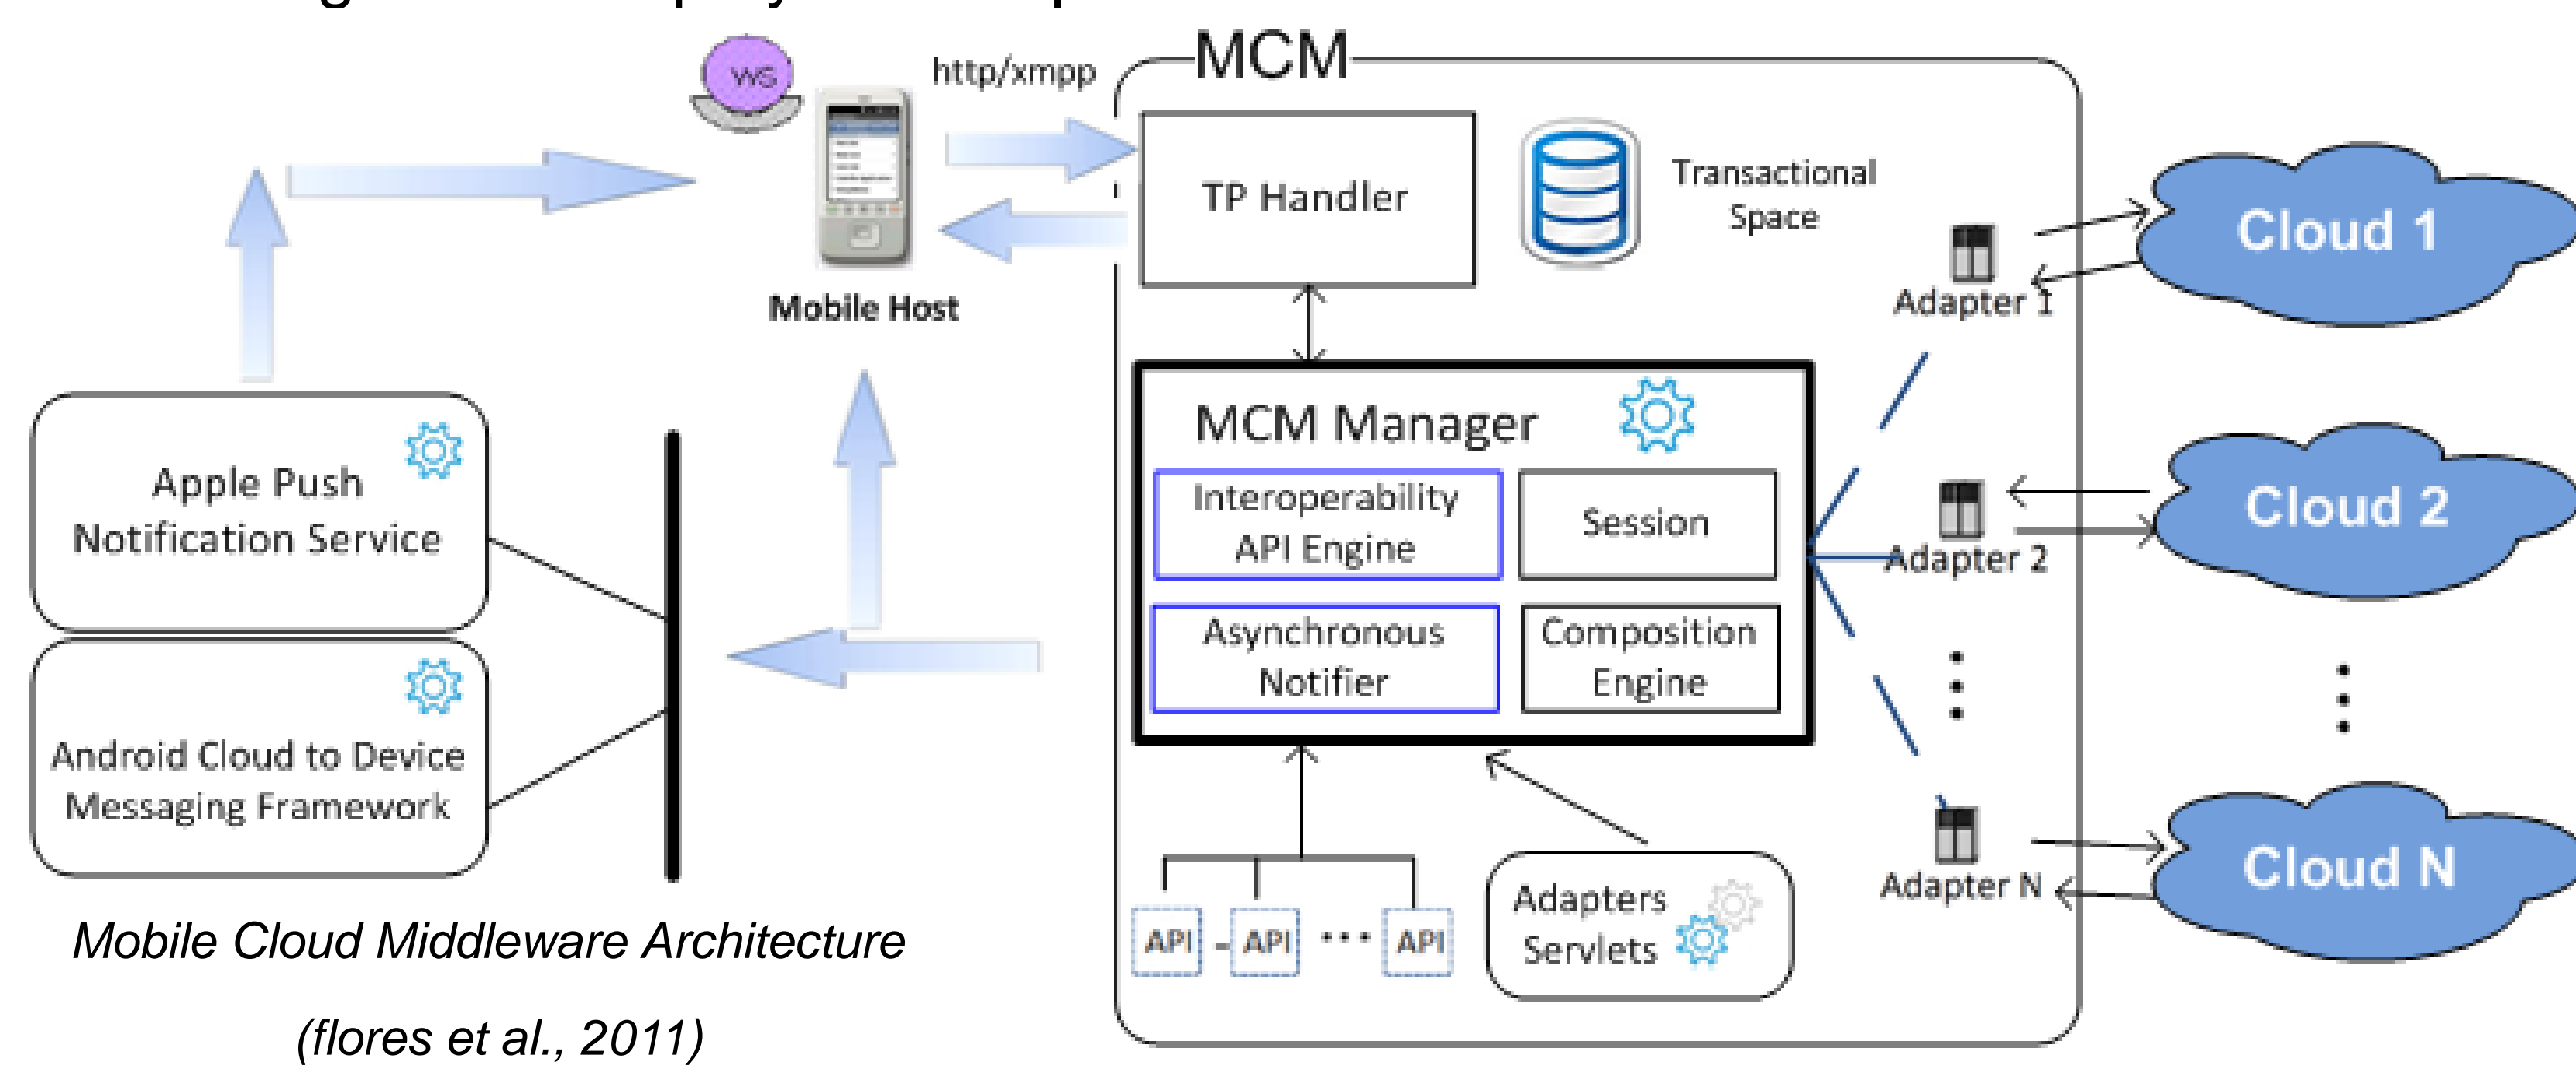 MCM
WS
http/xmpp
TP Handler
Transactional
Space
Mobile Host
Adapter 1
Cloud 1
MCM Manager
Interoperability
API Engine
Session
Asynchronous
Notifier
Composition
Engine
Adapter 2
Cloud 2
Apple Push
Notification Service
Android Cloud to Device
Messaging Framework
Adapter N
Cloud N
API - API ... API
Adapters
Servlets
Mobile Cloud Middleware Architecture
(flores et al., 2011)